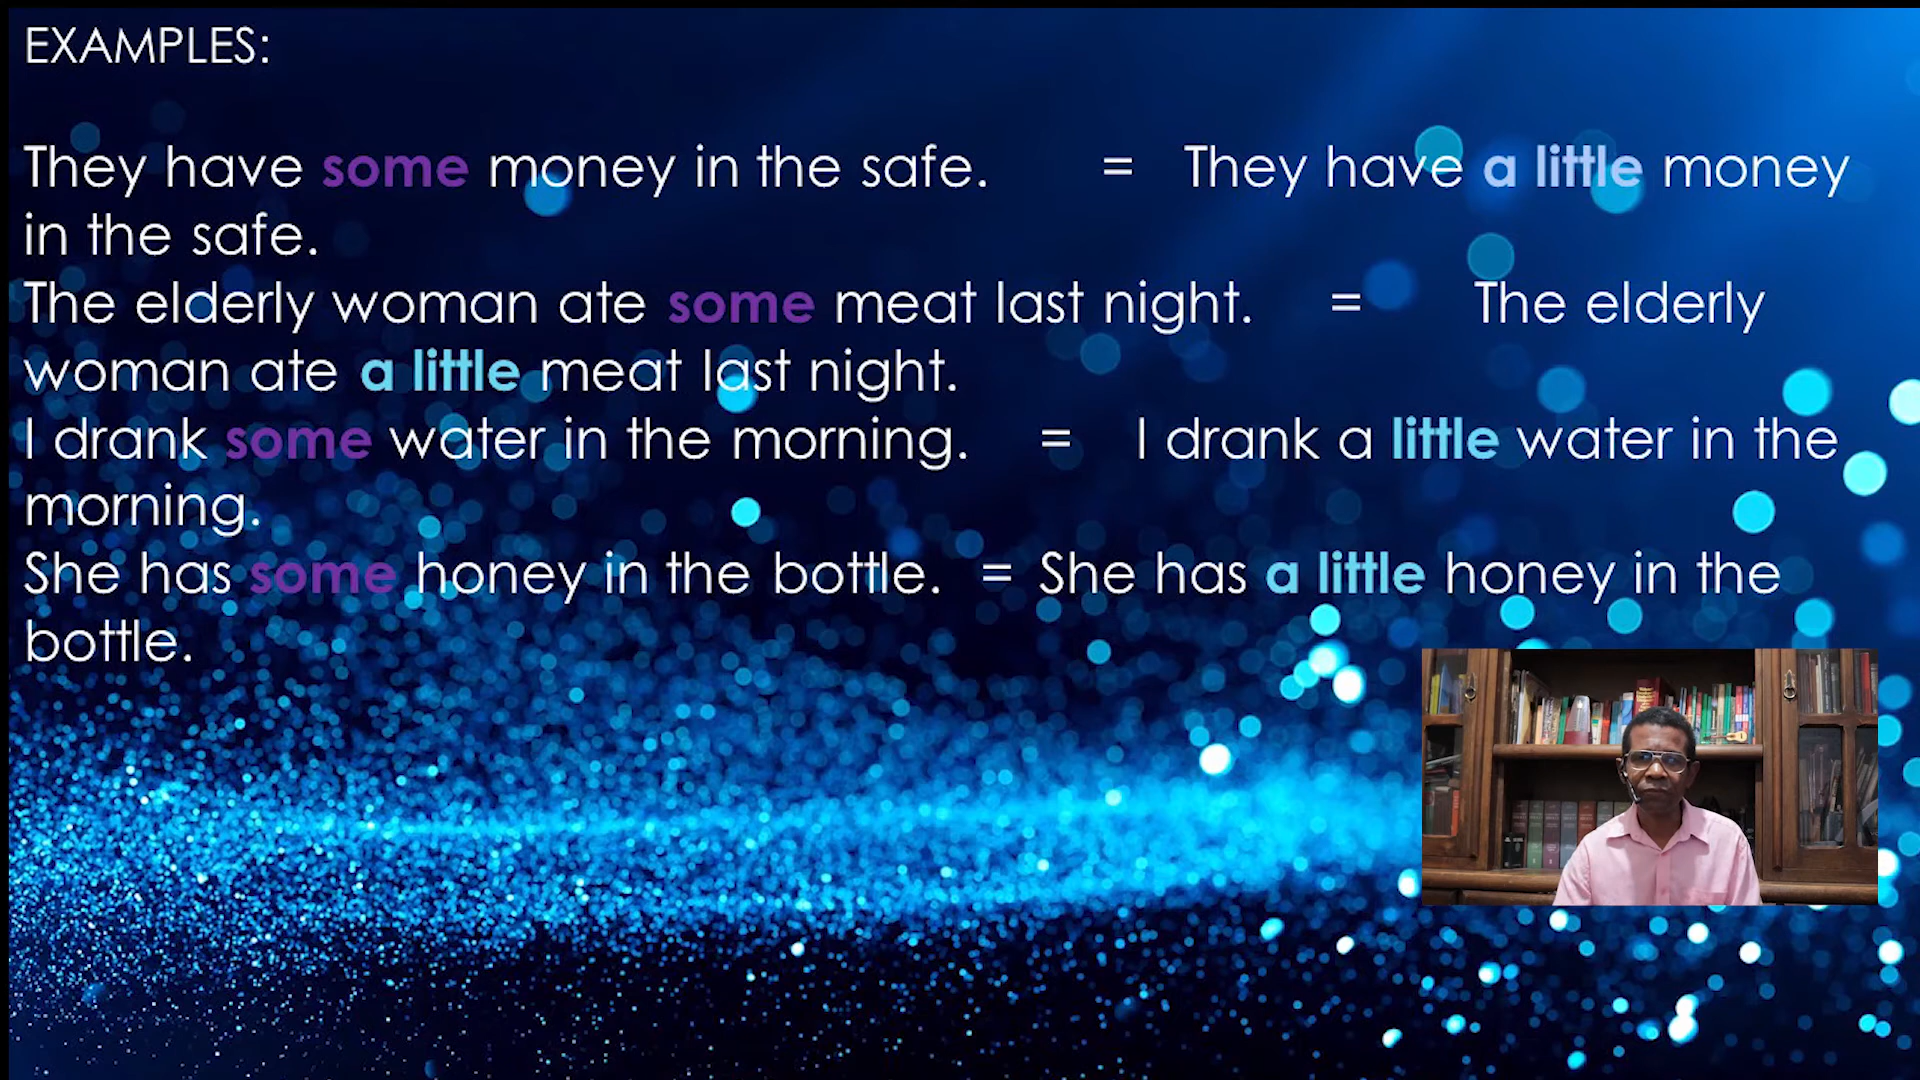 EXAMPLES:
They have some money in the safe. = They have a little money
in the safe.
The elderly woman ate some meat last night. = The elderly
woman ate a little meat last night.
I drank some water in the morning. = I drank a little water in the
morning.
She has some honey in the bottle. = She has a little honey in the
bottle.